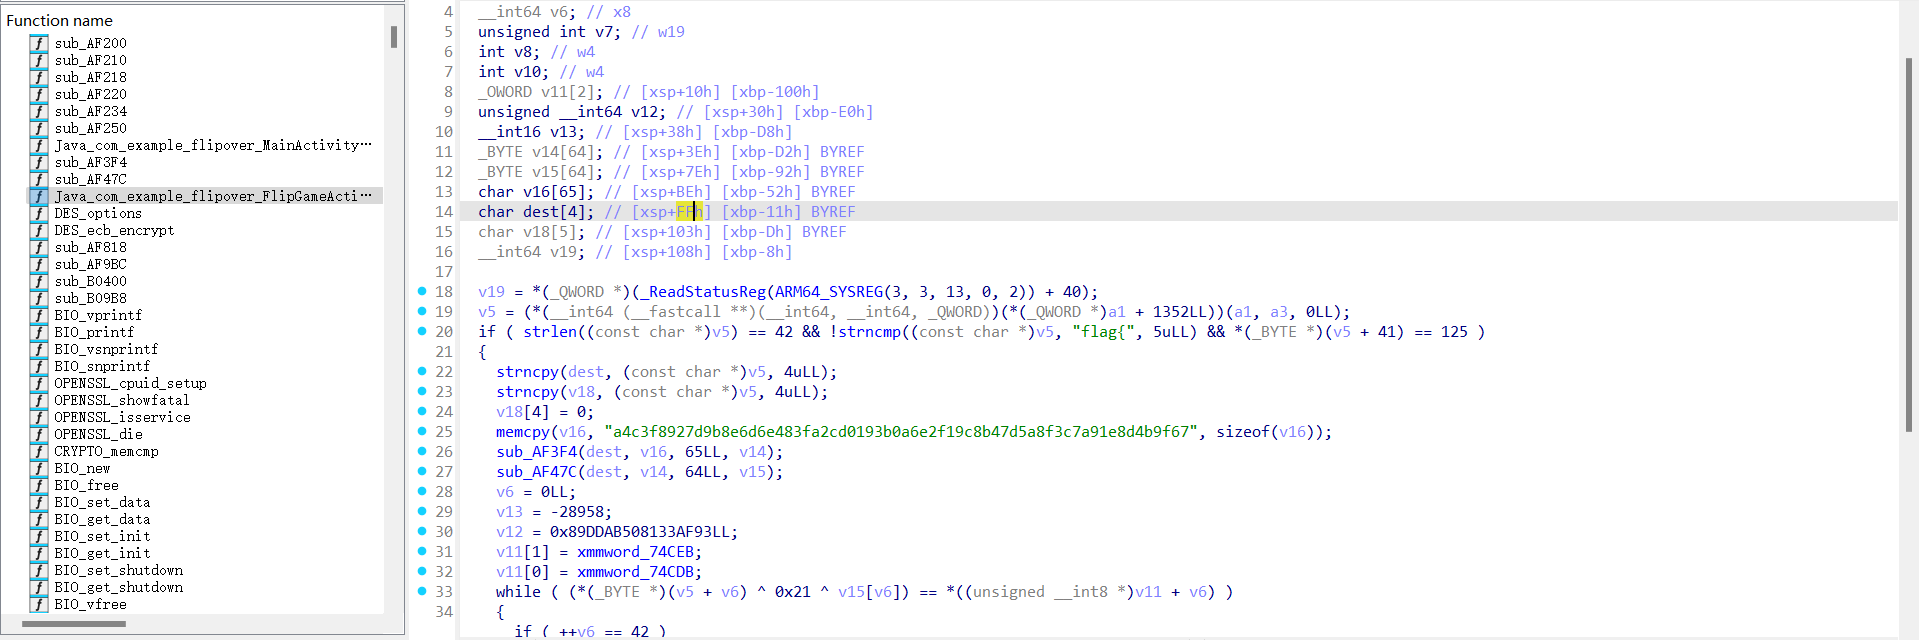 Function name
sub_AF200
sub_AF210
sub_AF218
sub_AF220
sub_AF234
sub_AF250
Java_com_example_flipover_MainActivity…
sub_AF3F4
sub_AF47C
Java_com_example_flipover_FlipGameActi…
DES_options
DES_ecb_encrypt
sub_AF818
sub_AF9BC
sub_B0400
sub_B09B8
BIO_vprintf
BIO_printf
BIO_vsnprintf
BIO_snprintf
OPENSSL_cpuid_setup
OPENSSL_showfatal
OPENSSL_isservice
OPENSSL_die
CRYPTO_memcmp
BIO_new
BIO_free
BIO_set_data
BIO_get_data
BIO_set_init
BIO_get_init
BIO_set_shutdown
BIO_get_shutdown
BIO_vfree
4 __int64 v6; // x8
5 unsigned int v7; // w19
6 int v8; // w4
7 int v10; // w4
8 _OWORD v11[2]; // [xsp+10h] [xbp-100h]
9 unsigned __int64 v12; // [xsp+30h] [xbp-E0h]
10 __int16 v13; // [xsp+38h] [xbp-D8h]
11 _BYTE v14[64]; // [xsp+3Eh] [xbp-D2h] BYREF
12 _BYTE v15[64]; // [xsp+7Eh] [xbp-92h] BYREF
13 char v16[65]; // [xsp+BEh] [xbp-52h] BYREF
14 char dest[4]; // [xsp+FFh] [xbp-11h] BYREF
15 char v18[5]; // [xsp+103h] [xbp-Dh] BYREF
16 __int64 v19; // [xsp+108h] [xbp-8h]
17
18 v19 = *(_QWORD *)(_ReadStatusReg(ARM64_SYSREG(3, 3, 13, 0, 2)) + 40);
19 v5 = (*(__int64 (__fastcall **)(__int64, __int64, _QWORD))(*(_QWORD *)a1 + 1352LL))(a1, a3, 0LL);
20 if ( strlen((const char *)v5) == 42 && !strncmp((const char *)v5, "flag{", 5uLL) && *(_BYTE *)(v5 + 41) == 125 )
21 {
22 strncpy(dest, (const char *)v5, 4uLL);
23 strncpy(v18, (const char *)v5, 4uLL);
24 v18[4] = 0;
25 memcpy(v16, "a4c3f8927d9b8e6d6e483fa2cd0193b0a6e2f19c8b47d5a8f3c7a91e8d4b9f67", sizeof(v16));
26 sub_AF3F4(dest, v16, 65LL, v14);
27 sub_AF47C(dest, v14, 64LL, v15);
28 v6 = 0LL;
29 v13 = -28958;
30 v12 = 0x89DDAB508133AF93LL;
31 v11[1] = xmmword_74CEB;
32 v11[0] = xmmword_74CDB;
33 while ( (*(_BYTE *)(v5 + v6) ^ 0x21 ^ v15[v6]) == *((unsigned __int8 *)v11 + v6) )
34 {
if ( ++v6 == 42 )